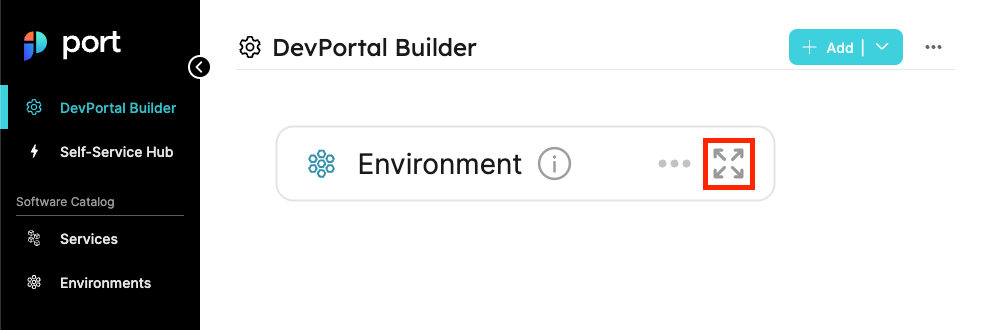 port
DevPortal Builder
Self-Service Hub
Software Catalog
Services
Environments
DevPortal Builder
+ Add
Environment